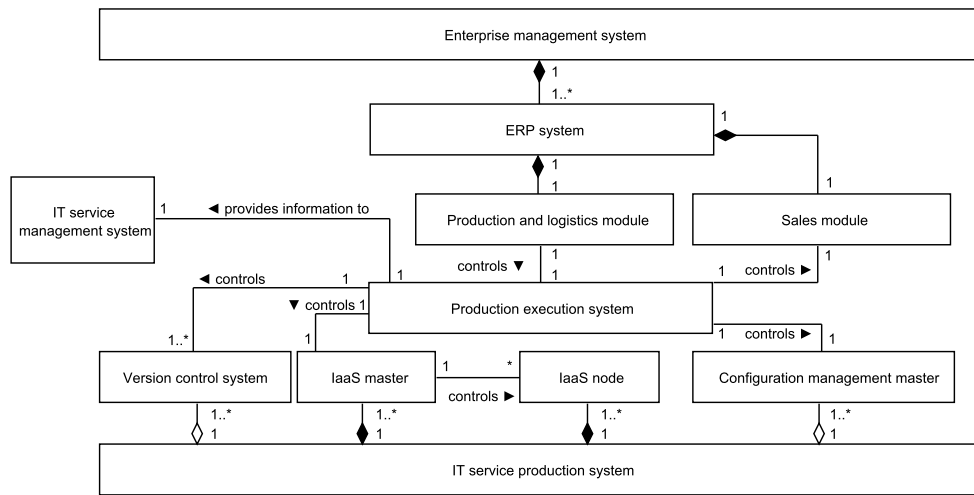 Enterprise management system
1
1..*
ERP system
1
1
1
1
IT service
management system
1
◄ provides information to
Production and logistics module
Sales module
controls ▼
1
1
1
1
controls ►
1
◄ controls
1
1
▼ controls 1
Production execution system
1..*
1
1
controls ►
1
Version control system
IaaS master
1
*
controls ►
IaaS node
Configuration management master
1..*
1
1..*
1
1..*
1
1..*
1
IT service production system